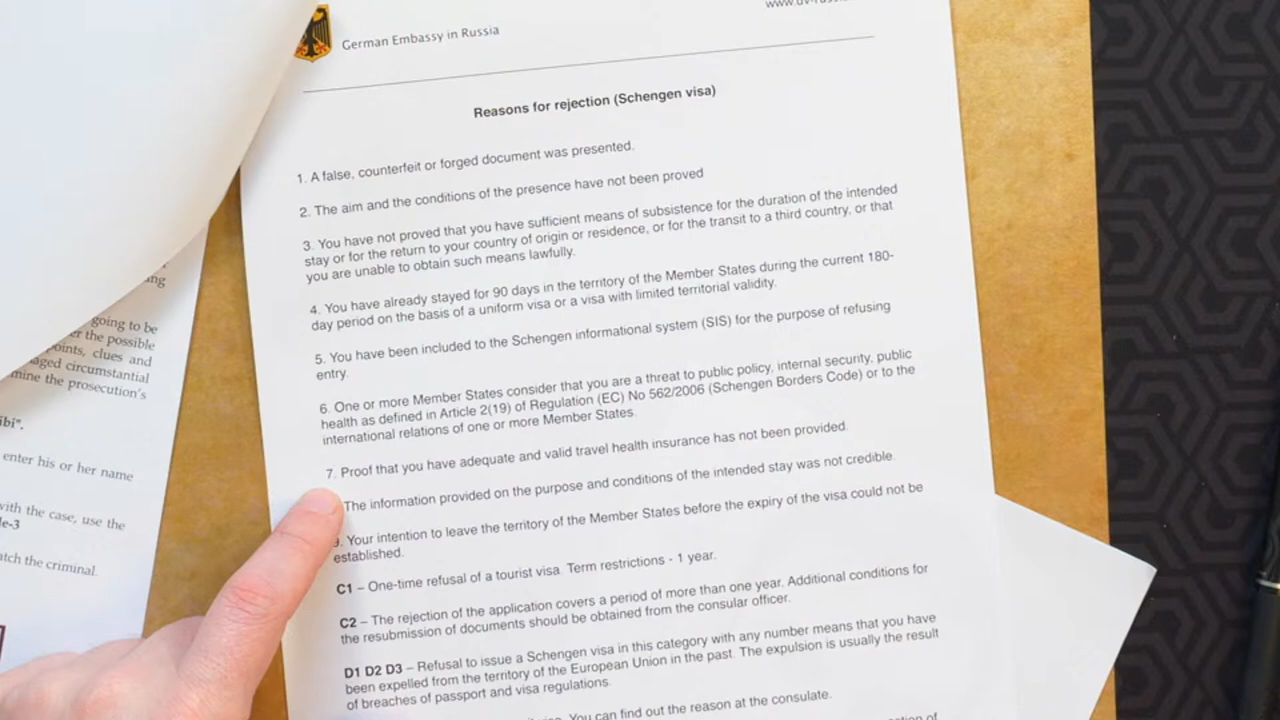 www.
German Embassy in Russia
Reasons for rejection (Schengen visa)
1. A false, counterfeit or forged document was presented.
2. The aim and the conditions of the presence have not been proved
3. You have not proved that you have sufficient means of subsistence for the duration of the intended
stay or for the return to your country of origin or residence, or for the transit to a third country, or that
you are unable to obtain such means lawfully.
4. You have already stayed for 90 days in the territory of the Member States during the current 180-
day period on the basis of a uniform visa or a visa with limited territorial validity.
5. You have been included to the Schengen informational system (SIS) for the purpose of refusing
entry.
6. One or more Member States consider that you are a threat to public policy, internal security, public
health as defined in Article 2(19) of Regulation (EC) No 562/2006 (Schengen Borders Code) or to the
international relations of one or more Member States.
7. Proof that you have adequate and valid travel health insurance has not been provided.
The information provided on the purpose and conditions of the intended stay was not credible.
9. Your intention to leave the territory of the Member States before the expiry of the visa could not be
established.
C1 – One-time refusal of a tourist visa. Term restrictions - 1 year.
C2 – The rejection of the application covers a period of more than one year. Additional conditions for
the resubmission of documents should be obtained from the consular officer.
D1 D2 D3 – Refusal to issue a Schengen visa in this category with any number means that you have
been expelled from the territory of the European Union in the past. The expulsion is usually the result
of breaches of passport and visa regulations.
You can find out the reason at the consulate.
of
going to be
the possible
points, clues and
circumstantial
mine the prosecution's
enter his or her name
with the case, use the
the criminal.